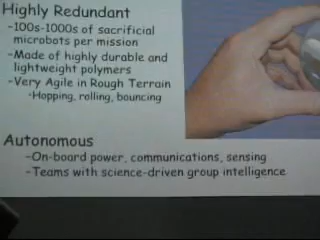 Highly Redundant
-100s-1000s of sacrificial
microbots per mission
-Made of highly durable and
lightweight polymers
-Very Agile in Rough Terrain
-Hopping, rolling, bouncing
Autonomous
-On-board power, communications, sensing
-Teams with science-driven group intelligence